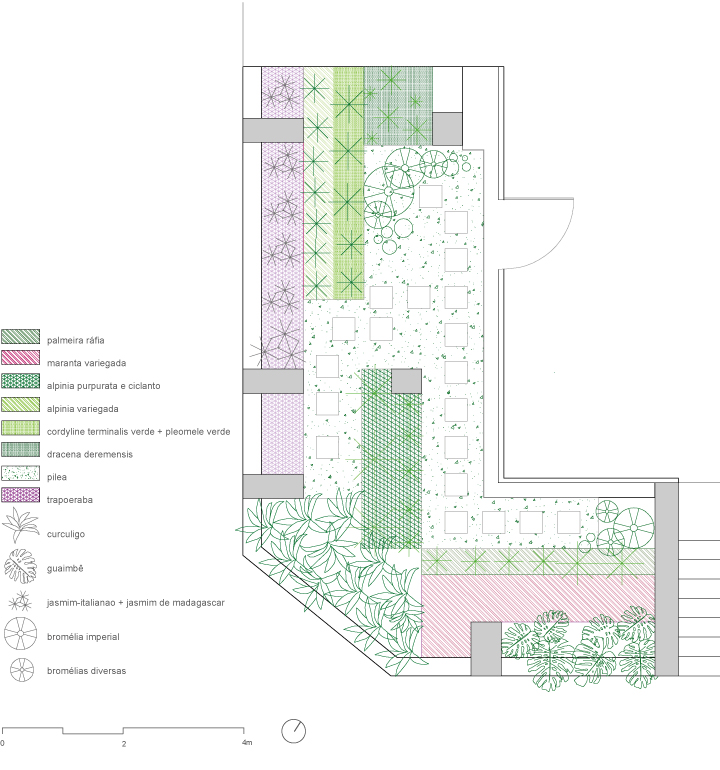 palmeira ráfia
maranta variegada
alpinia purpurata e ciclanto
alpinia variegada
cordyline terminalis verde + pleomele verde
dracena deremensis
pilea
trapoeraba
curculigo
guaimbê
jasmim-italianao + jasmim de madagascar
bromélia imperial
bromélias diversas
0 2 4m